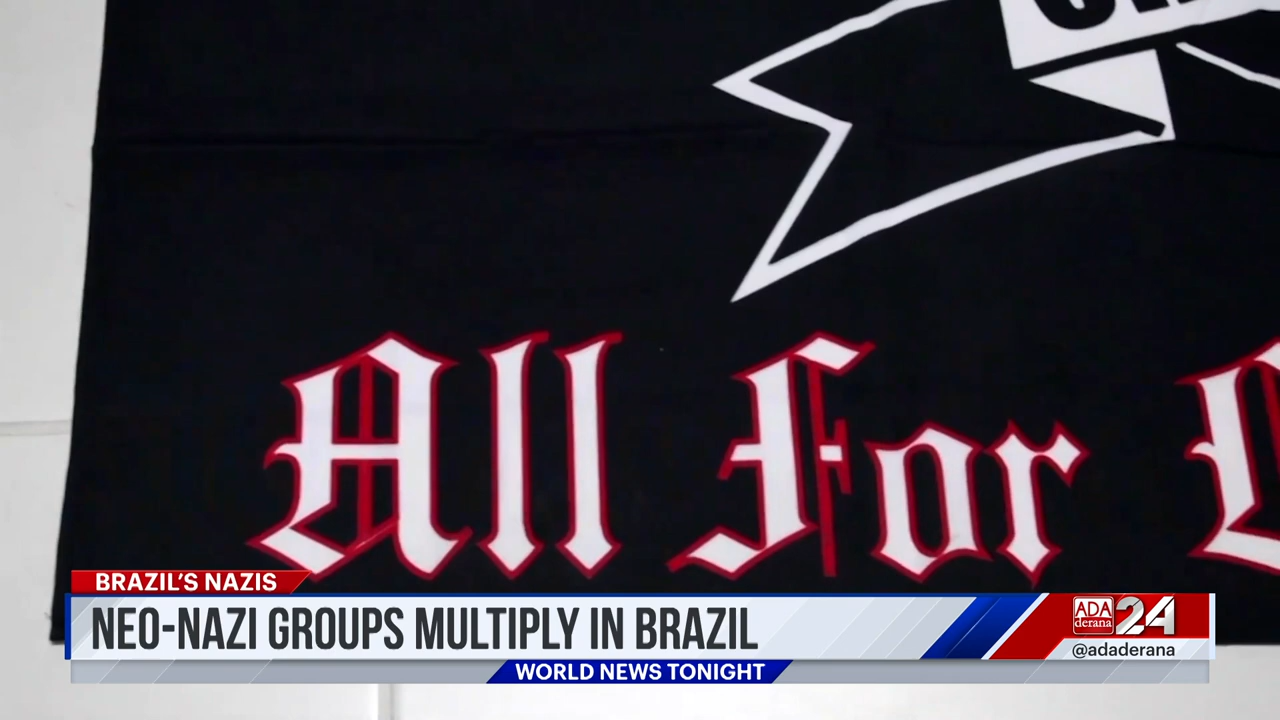 All For
BRAZIL'S NAZIS
NEO-NAZI GROUPS MULTIPLY IN BRAZIL
ADA
derana
24
@adaderana
WORLD NEWS TONIGHT